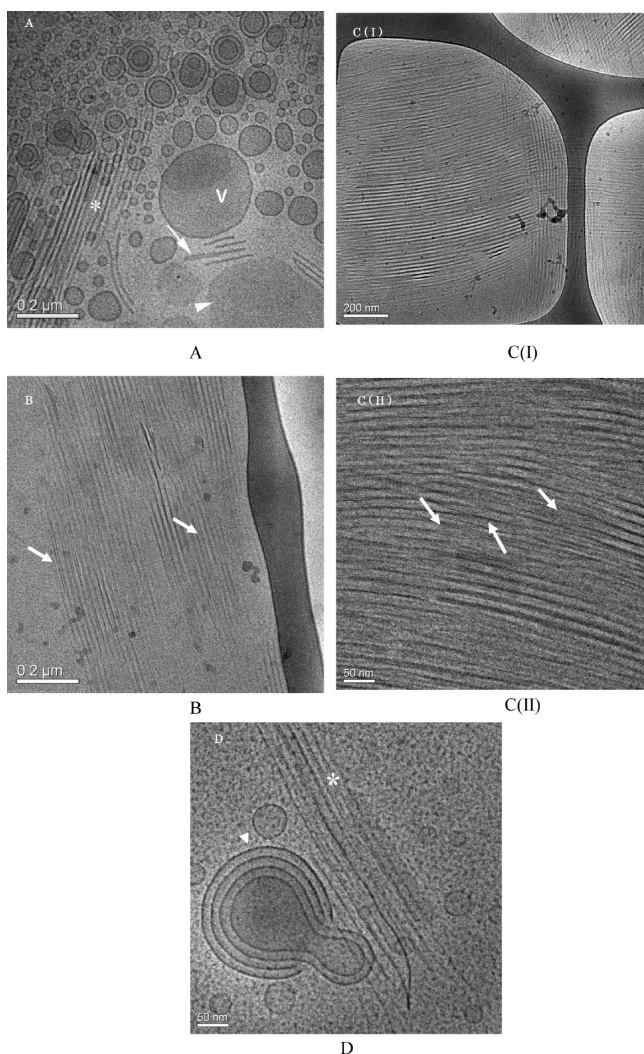 A
C(I)
*
V
0.2 μm
200 nm
A
C(I)
B
C(II)
0.2 μm
50 nm
B
C(II)
D
*
50 nm
D